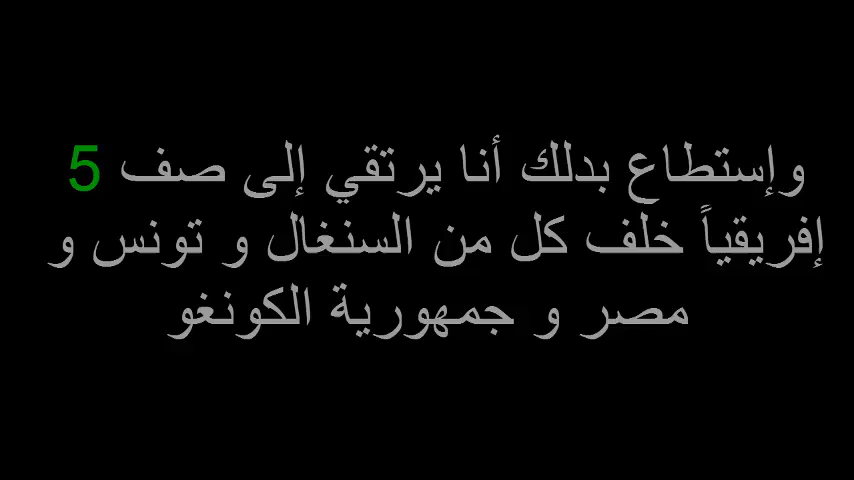 وإستطاع بدلك أنا يرتقي إلى صف 5
إفريقياً خلف كل من السنغال و تونس و
مصر و جمهورية الكونغو